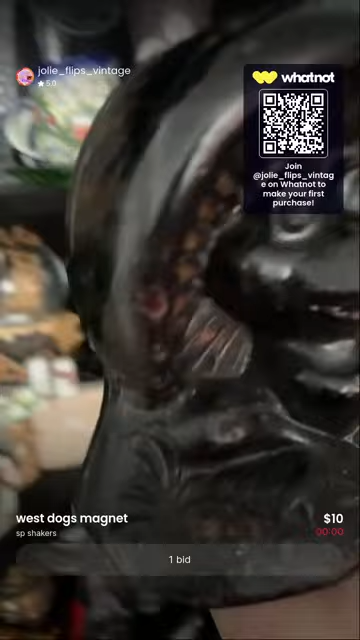 jolie_flips_vintage
5.0
whatnot
Join
@jolie_flips_vintag
e on Whatnot to
make your first
purchase!
west dogs magnet
$10
sp shakers
00:00
1 bid